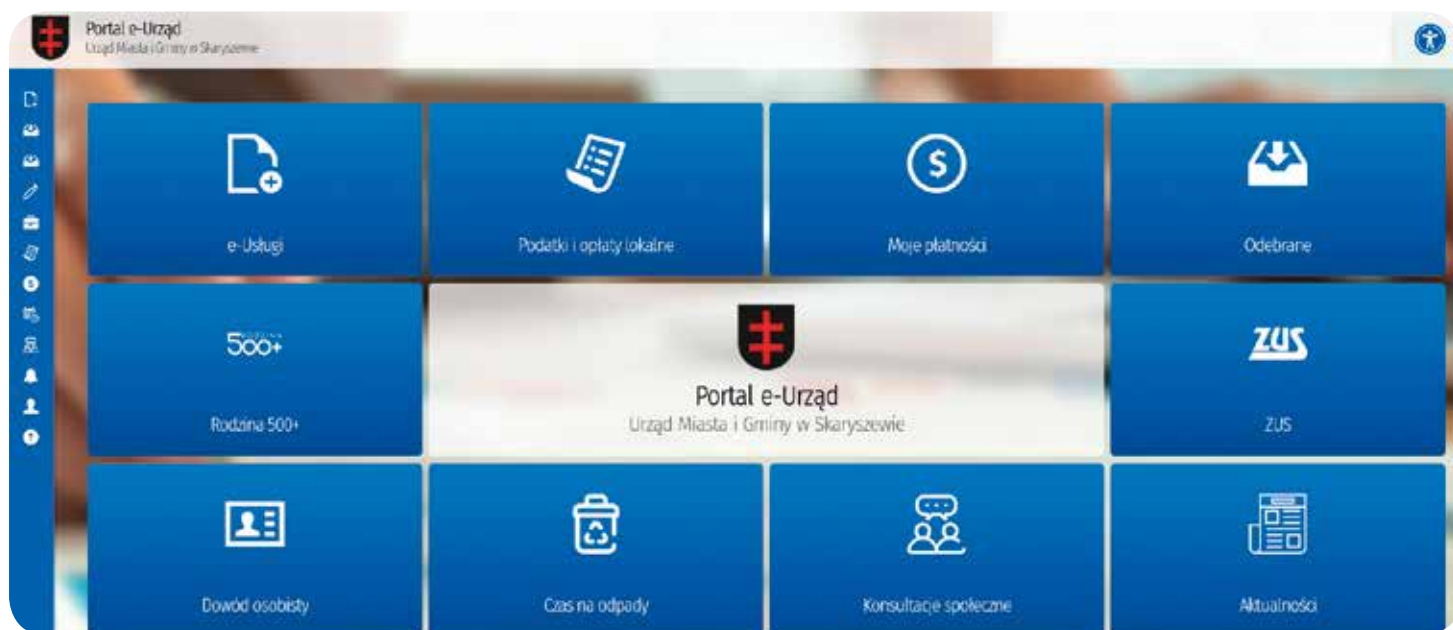 Portal e-Urząd
Urząd Miasta i Gminy w Skaryszewie
e-Usługi
Podatki i opłaty lokalne
Moje płatności
Odebrane
RODZINA
500+
Rodzina 500+
Portal e-Urząd
Urząd Miasta i Gminy w Skaryszewie
ZUS
ZUS
Dowód osobisty
Czas na odpady
Konsultacje społeczne
Aktualności